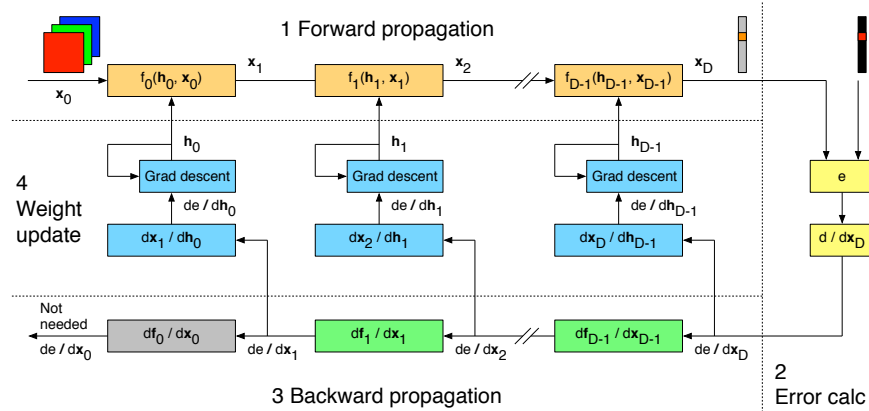 1 Forward propagation
x0
f0(h0, x0)
x1
f1(h1, x1)
x2
fD-1(hD-1, xD-1)
xD
4
Weight
update
h0
h1
hD-1
Grad descent
Grad descent
Grad descent
e
de / dh0
de / dh1
de / dhD-1
dx1 / dh0
dx2 / dh1
dxD / dhD-1
d / dxD
Not
needed
de / dx0
df0 / dx0
de / dx1
df1 / dx1
de / dx2
dfD-1 / dxD-1
de / dxD
3 Backward propagation
2
Error calc